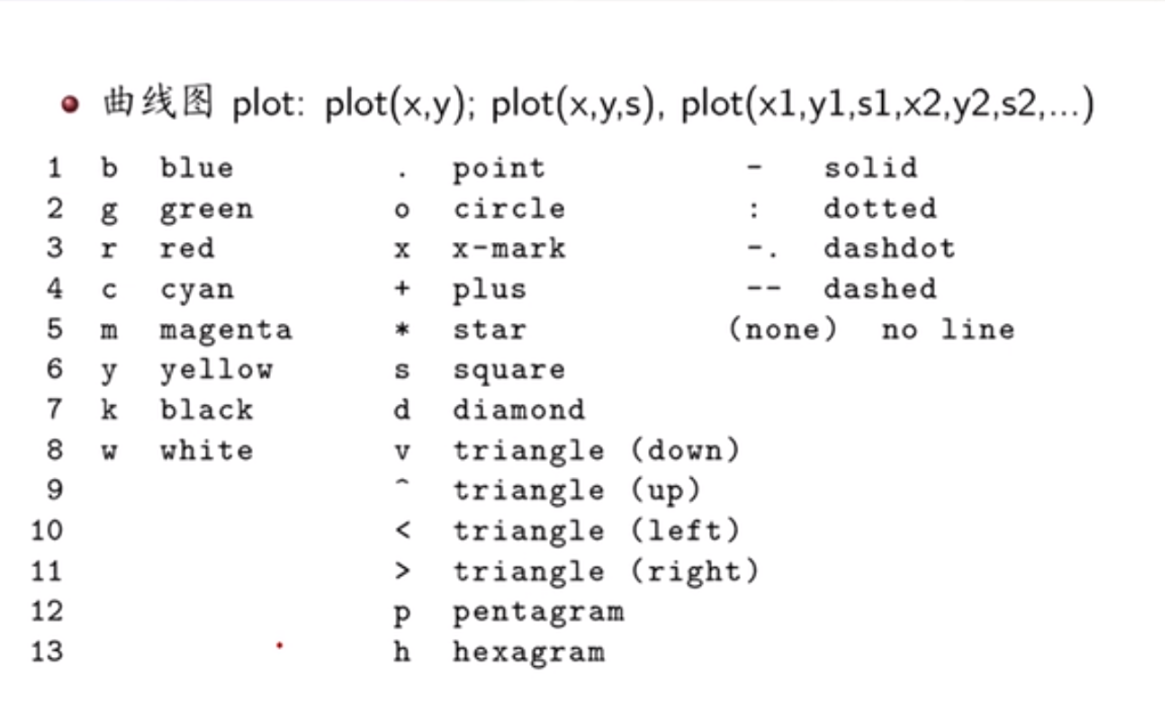 曲线图 plot: plot(x,y); plot(x,y,s), plot(x1,y1,s1,x2,y2,s2,...)
1 b blue . point - solid
2 g green o circle : dotted
3 r red x x-mark -. dashdot
4 c cyan + plus -- dashed
5 m magenta * star (none) no line
6 y yellow s square
7 k black d diamond
8 w white v triangle (down)
9 ^ triangle (up)
10 < triangle (left)
11 > triangle (right)
12 p pentagram
13 h hexagram